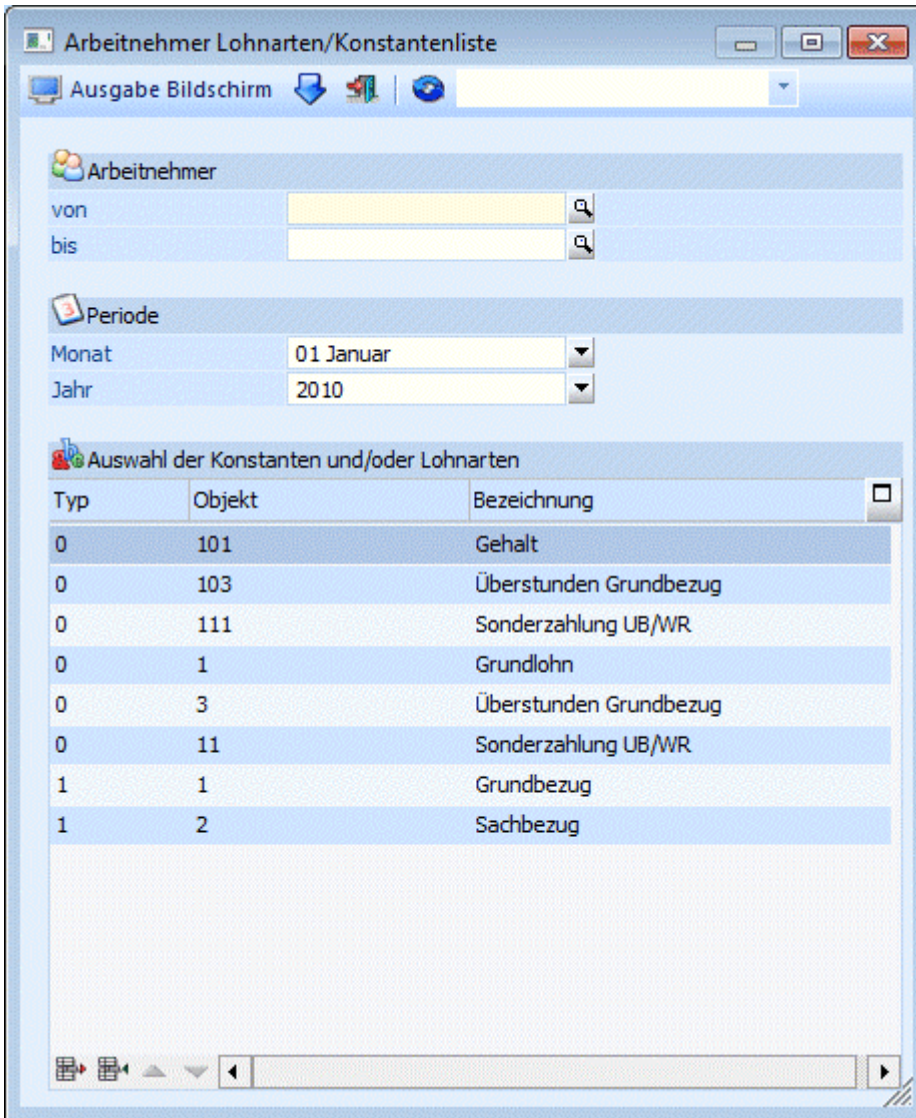 Arbeitnehmer Lohnarten/Konstantenliste
Ausgabe Bildschirm
Arbeitnehmer
von
bis
3 Periode
Monat 01 Januar
Jahr 2010
Auswahl der Konstanten und/oder Lohnarten
Typ Objekt Bezeichnung
0 101 Gehalt
0 103 Überstunden Grundbezug
0 111 Sonderzahlung UB/WR
0 1 Grundlohn
0 3 Überstunden Grundbezug
0 11 Sonderzahlung UB/WR
1 1 Grundbezug
1 2 Sachbezug